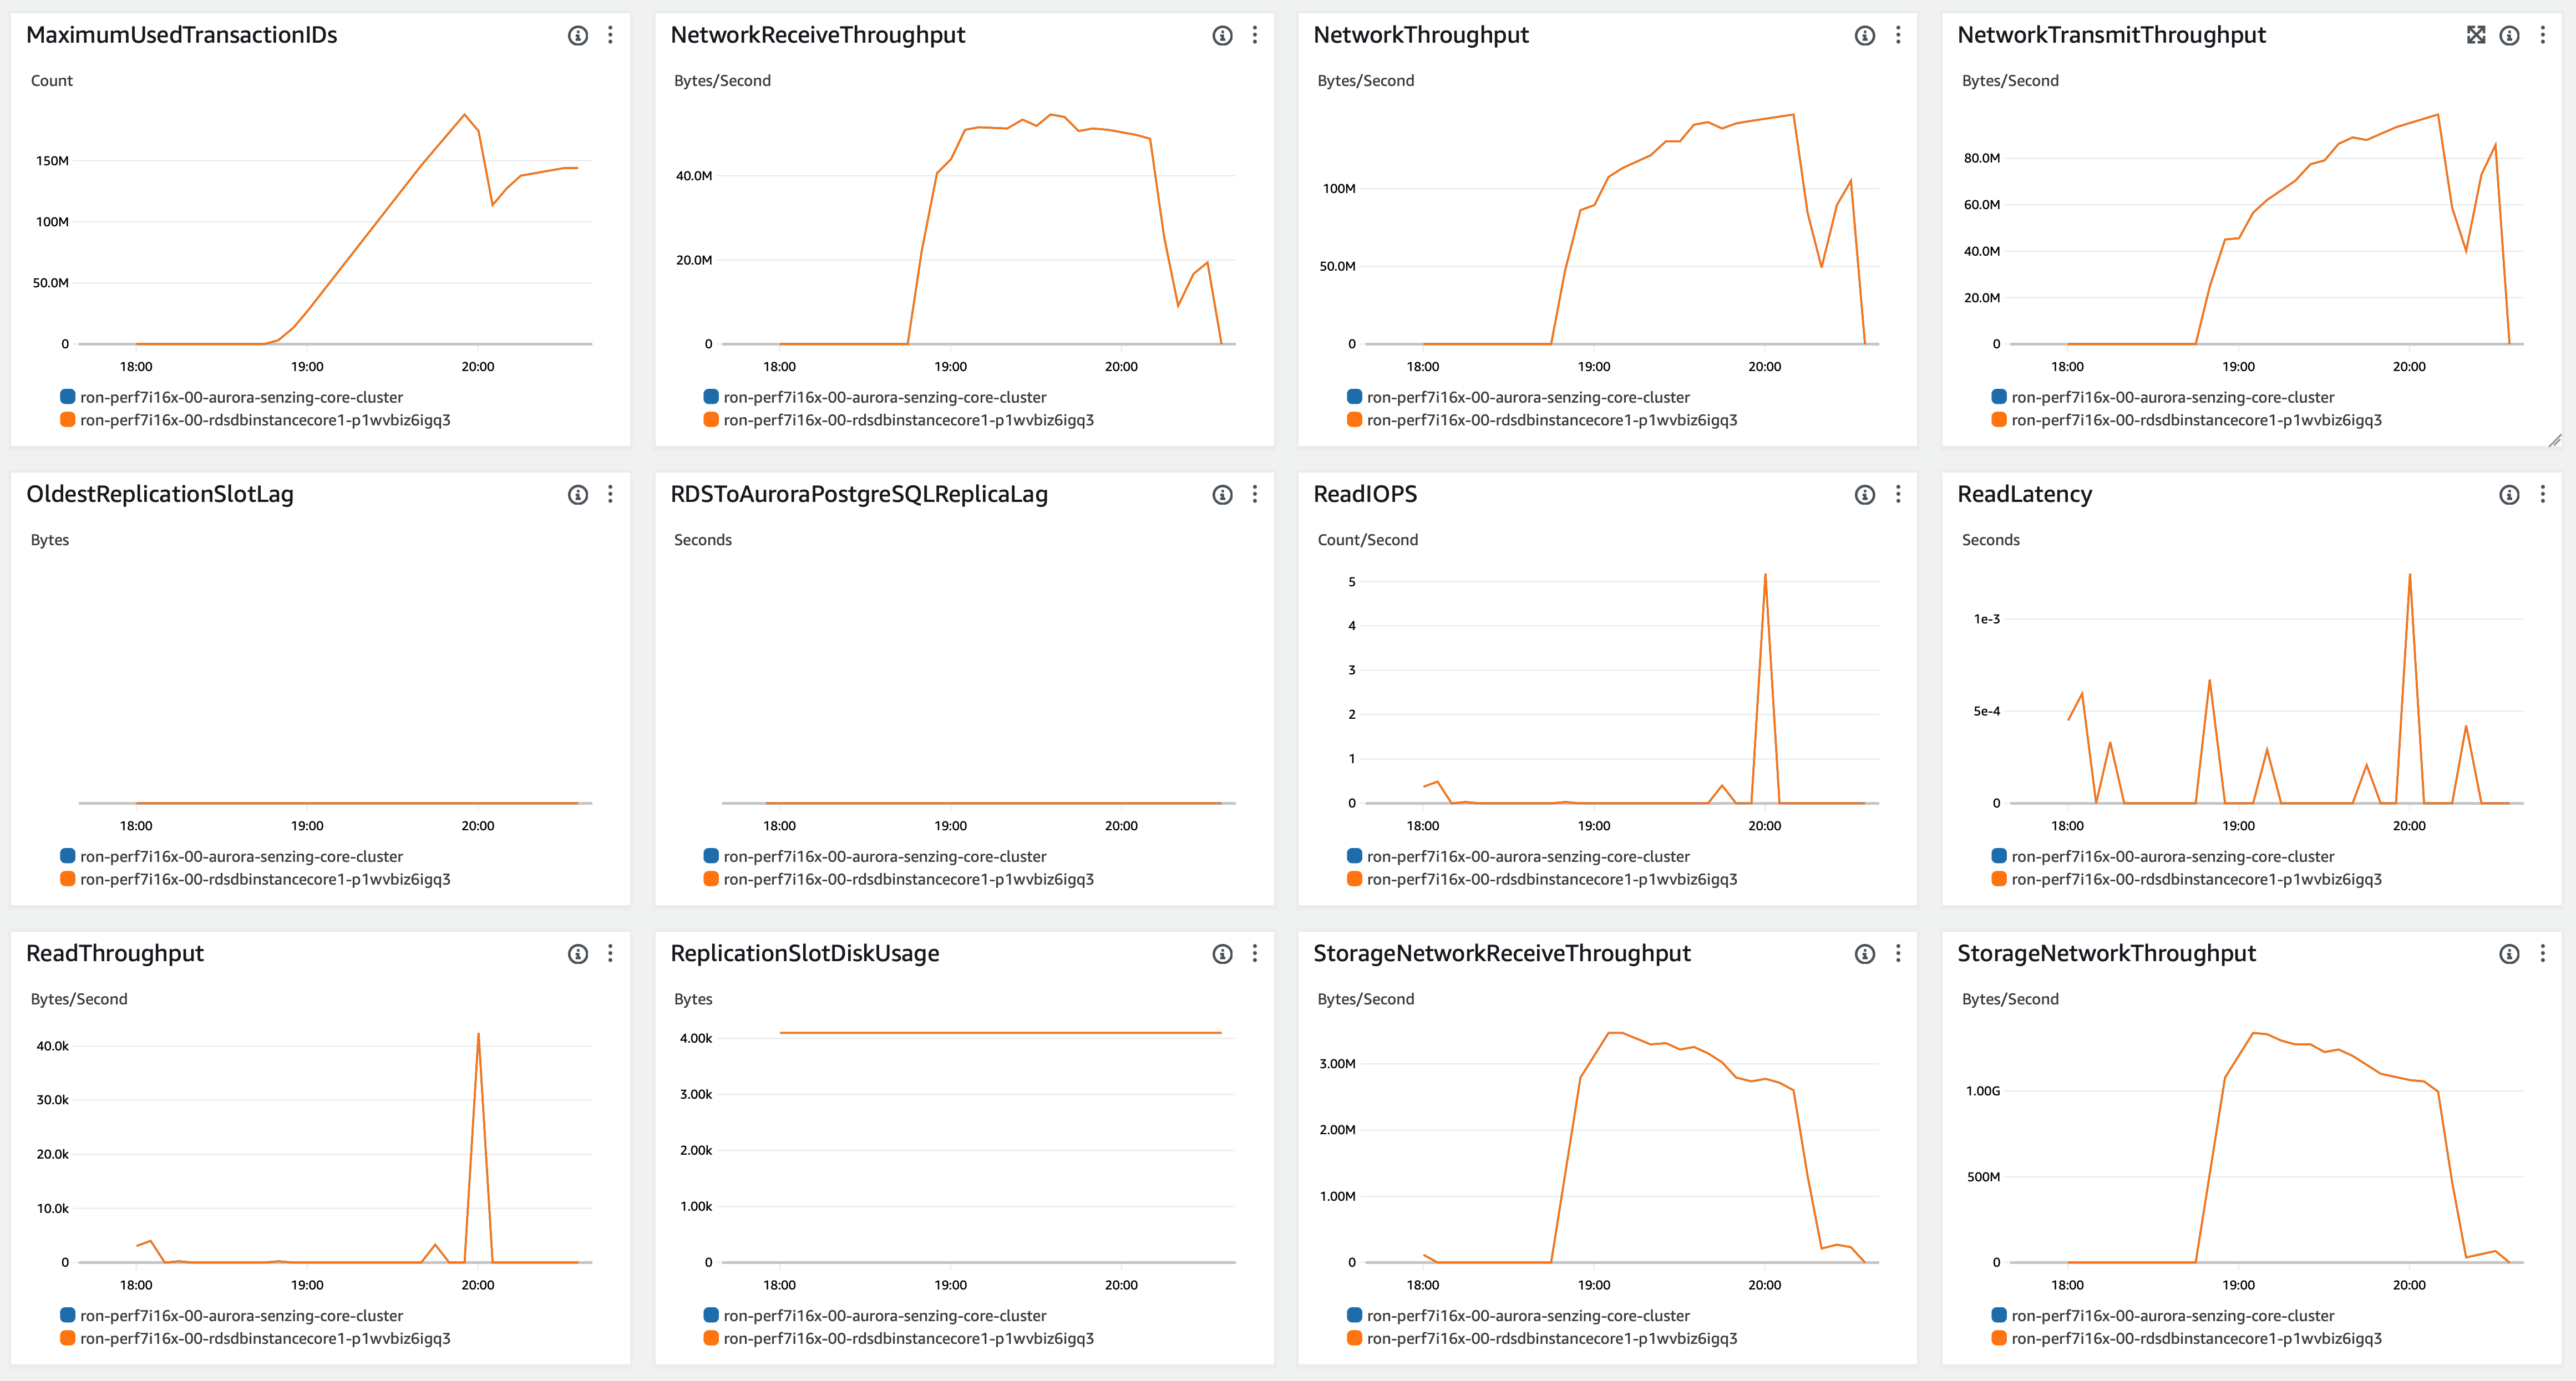 MaximumUsedTransactionIDs
Count
150M
100M
50.0M
0
18:00 19:00 20:00
ron-perf7i16x-00-aurora-senzing-core-cluster
ron-perf7i16x-00-rdsdbinstancecore1-p1wvbiz6igq3
NetworkReceiveThroughput
Bytes/Second
40.0M
20.0M
0
18:00 19:00 20:00
ron-perf7i16x-00-aurora-senzing-core-cluster
ron-perf7i16x-00-rdsdbinstancecore1-p1wvbiz6igq3
NetworkThroughput
Bytes/Second
100M
50.0M
0
18:00 19:00 20:00
ron-perf7i16x-00-aurora-senzing-core-cluster
ron-perf7i16x-00-rdsdbinstancecore1-p1wvbiz6igq3
NetworkTransmitThroughput
Bytes/Second
80.0M
60.0M
40.0M
20.0M
0
18:00 19:00 20:00
ron-perf7i16x-00-aurora-senzing-core-cluster
ron-perf7i16x-00-rdsdbinstancecore1-p1wvbiz6igq3
OldestReplicationSlotLag
Bytes
18:00 19:00 20:00
ron-perf7i16x-00-aurora-senzing-core-cluster
ron-perf7i16x-00-rdsdbinstancecore1-p1wvbiz6igq3
RDSToAuroraPostgreSQLReplicaLag
Seconds
18:00 19:00 20:00
ron-perf7i16x-00-aurora-senzing-core-cluster
ron-perf7i16x-00-rdsdbinstancecore1-p1wvbiz6igq3
ReadIOPS
Count/Second
5
4
3
2
1
0
18:00 19:00 20:00
ron-perf7i16x-00-aurora-senzing-core-cluster
ron-perf7i16x-00-rdsdbinstancecore1-p1wvbiz6igq3
ReadLatency
Seconds
1e-3
5e-4
0
18:00 19:00 20:00
ron-perf7i16x-00-aurora-senzing-core-cluster
ron-perf7i16x-00-rdsdbinstancecore1-p1wvbiz6igq3
ReadThroughput
Bytes/Second
40.0k
30.0k
20.0k
10.0k
0
18:00 19:00 20:00
ron-perf7i16x-00-aurora-senzing-core-cluster
ron-perf7i16x-00-rdsdbinstancecore1-p1wvbiz6igq3
ReplicationSlotDiskUsage
Bytes
4.00k
3.00k
2.00k
1.00k
0
18:00 19:00 20:00
ron-perf7i16x-00-aurora-senzing-core-cluster
ron-perf7i16x-00-rdsdbinstancecore1-p1wvbiz6igq3
StorageNetworkReceiveThroughput
Bytes/Second
3.00M
2.00M
1.00M
0
18:00 19:00 20:00
ron-perf7i16x-00-aurora-senzing-core-cluster
ron-perf7i16x-00-rdsdbinstancecore1-p1wvbiz6igq3
StorageNetworkThroughput
Bytes/Second
1.00G
500M
0
18:00 19:00 20:00
ron-perf7i16x-00-aurora-senzing-core-cluster
ron-perf7i16x-00-rdsdbinstancecore1-p1wvbiz6igq3